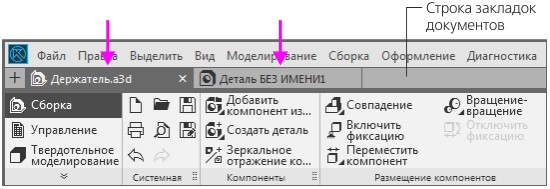 Строка закладок
документов
Файл Правка Выделить Вид Моделирование Сборка Оформление Диагностика
+ Держатель.a3d × Деталь БЕЗ ИМЕНИ1
Сборка
Управление
Твердотельное
моделирование
Системная
Добавить
компонент из...
Создать деталь
Зеркальное
отражение ко...
Компоненты
Совпадение
Включить
фиксацию
Переместить
компонент
Вращение-
вращение
Отключить
фиксацию
Размещение компонентов